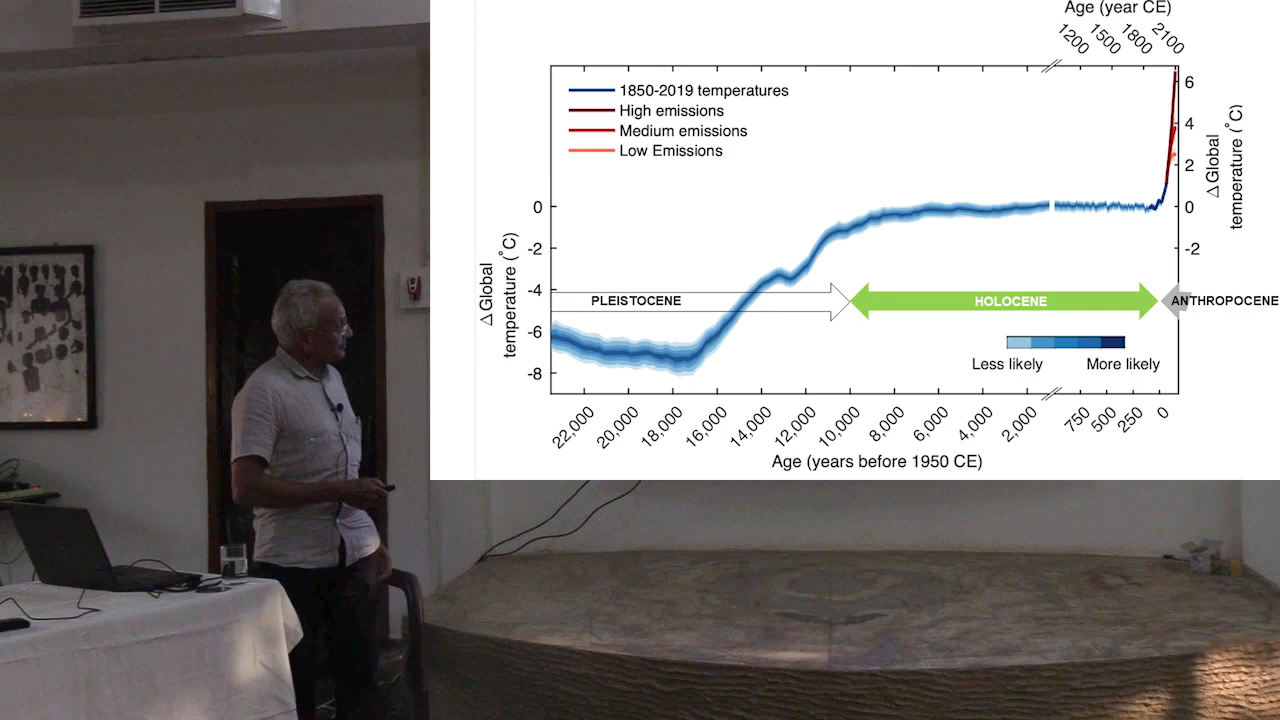 Age (year CE)
1200 1500 1800 2100
1850-2019 temperatures
High emissions
Medium emissions
Low Emissions
6
4
2
0
-2
Δ Global
temperature (°C)
0
-2
-4
-6
-8
Δ Global
temperature (°C)
PLEISTOCENE
HOLOCENE
ANTHROPOCENE
Less likely More likely
22,000 20,000 18,000 16,000 14,000 12,000 10,000 8,000 6,000 4,000 2,000 750 500 250 0
Age (years before 1950 CE)